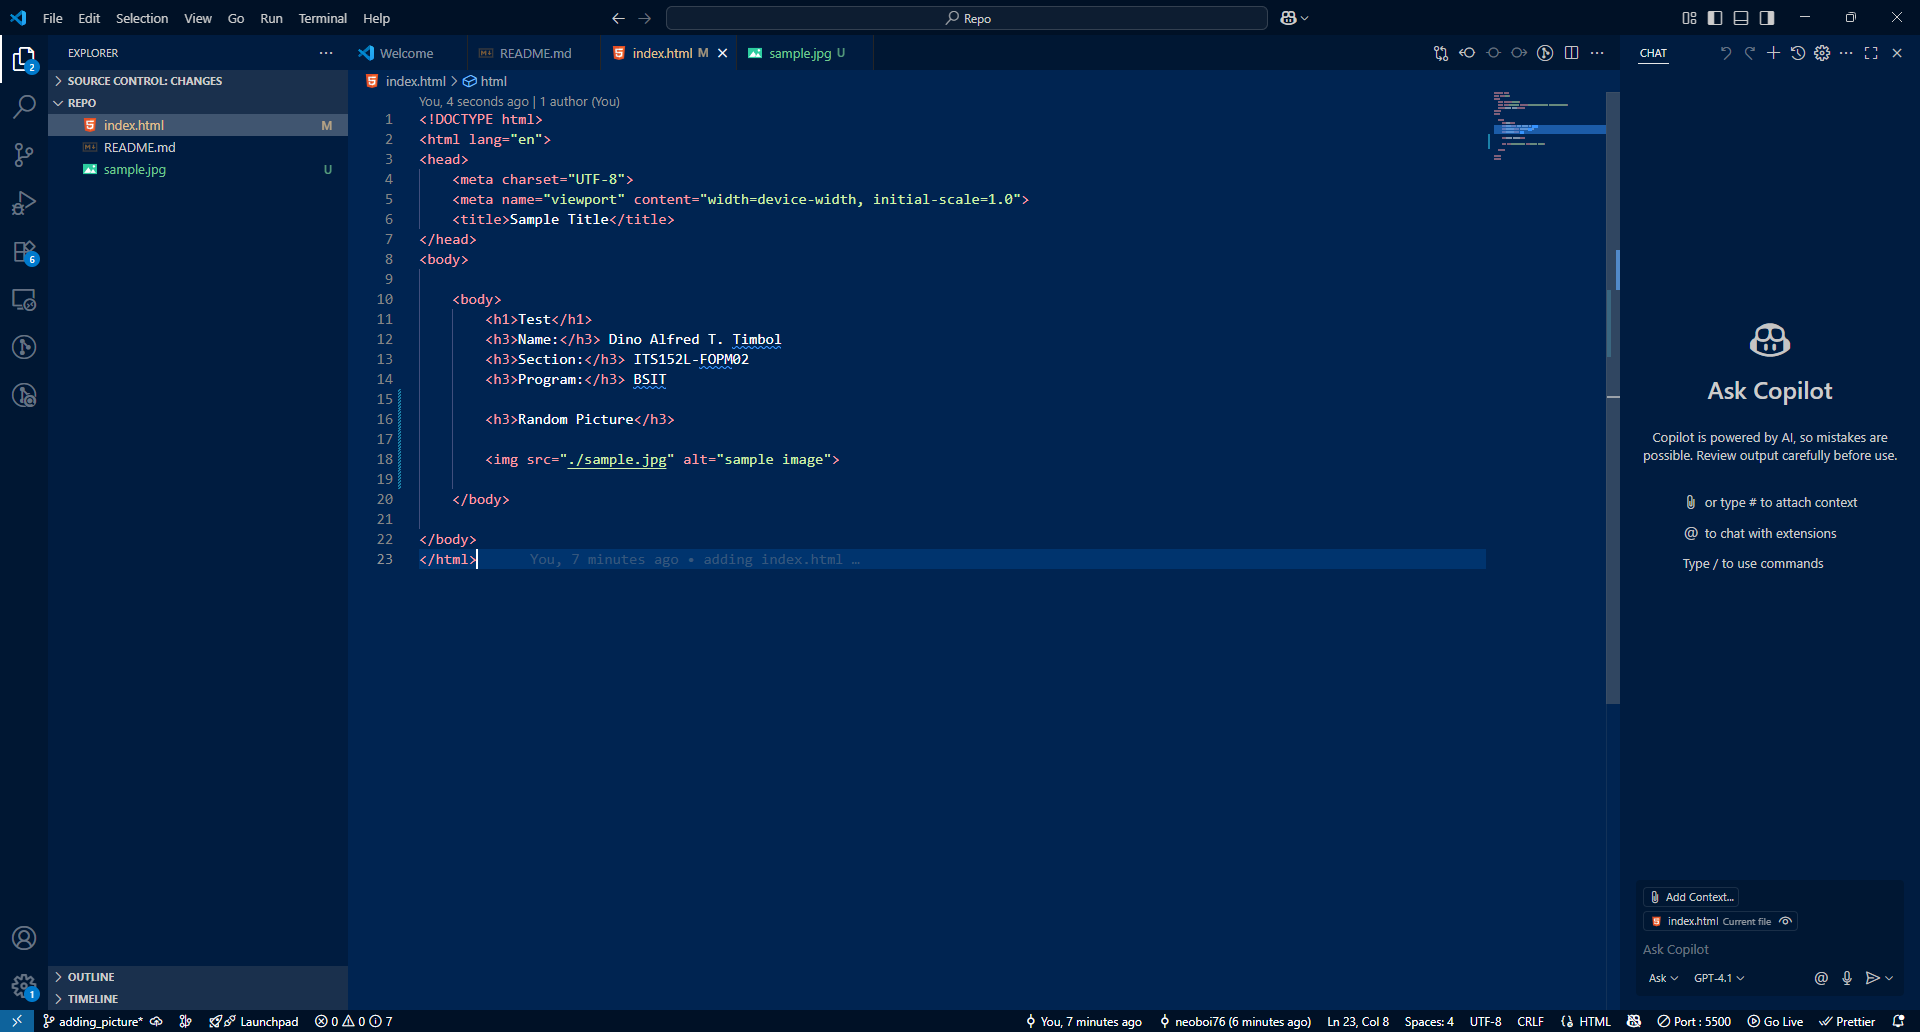 File Edit Selection View Go Run Terminal Help
Repo
EXPLORER
Welcome
README.md
index.html M
sample.jpg U
CHAT
SOURCE CONTROL: CHANGES
REPO
index.html M
README.md
sample.jpg U
index.html > html
You, 4 seconds ago | 1 author (You)
1 <!DOCTYPE html>
2 <html lang="en">
3 <head>
4 <meta charset="UTF-8">
5 <meta name="viewport" content="width=device-width, initial-scale=1.0">
6 <title>Sample Title</title>
7 </head>
8 <body>
9
10 <body>
11 <h1>Test</h1>
12 <h3>Name:</h3> Dino Alfred T. Timbol
13 <h3>Section:</h3> ITS152L-FOPM02
14 <h3>Program:</h3> BSIT
15
16 <h3>Random Picture</h3>
17
18 <img src="./sample.jpg" alt="sample image">
19
20 </body>
21
22 </body>
23 </html> You, 7 minutes ago • adding index.html …
2
6
1
Ask Copilot
Copilot is powered by AI, so mistakes are
possible. Review output carefully before use.
or type # to attach context
@ to chat with extensions
Type / to use commands
Add Context...
index.html Current file
Ask Copilot
Ask GPT-4.1 @
OUTLINE
TIMELINE
adding_picture* Launchpad 0 0 7 You, 7 minutes ago neoboi76 (6 minutes ago) Ln 23, Col 8 Spaces: 4 UTF-8 CRLF {} HTML Port : 5500 Go Live Prettier